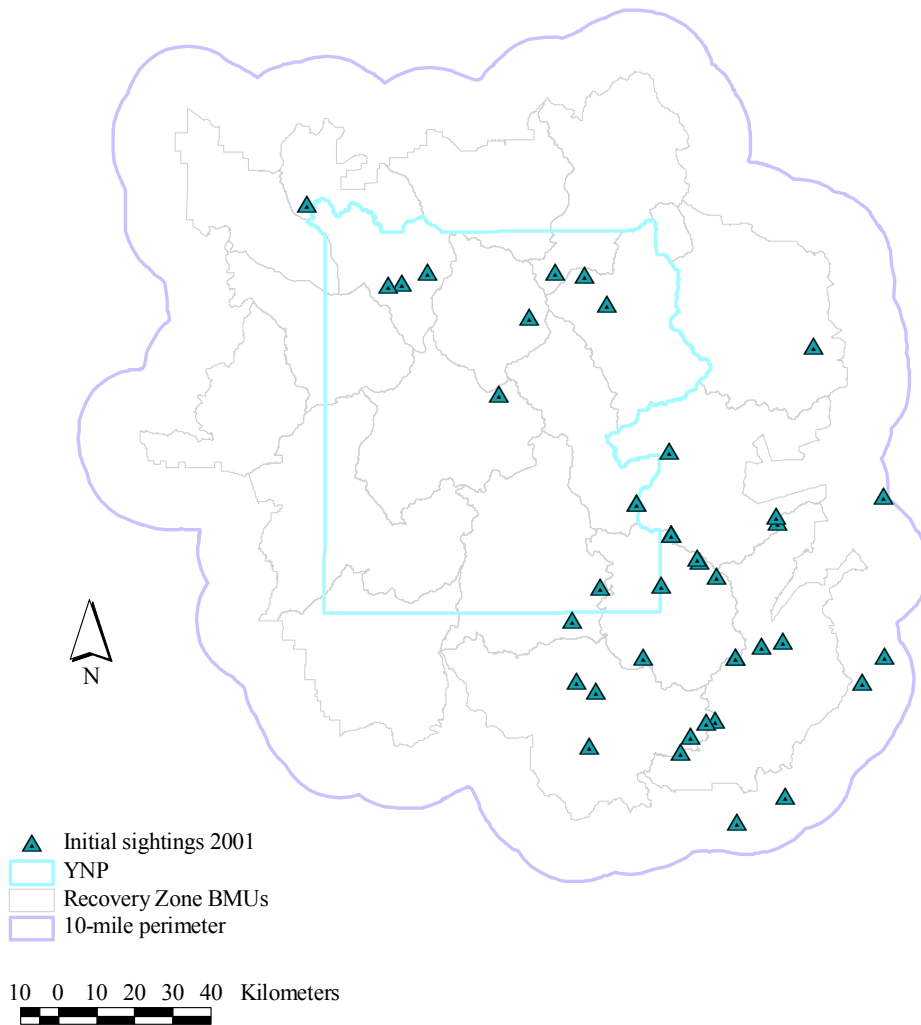 N
Initial sightings 2001
YNP
Recovery Zone BMUs
10-mile perimeter
10 0 10 20 30 40 Kilometers